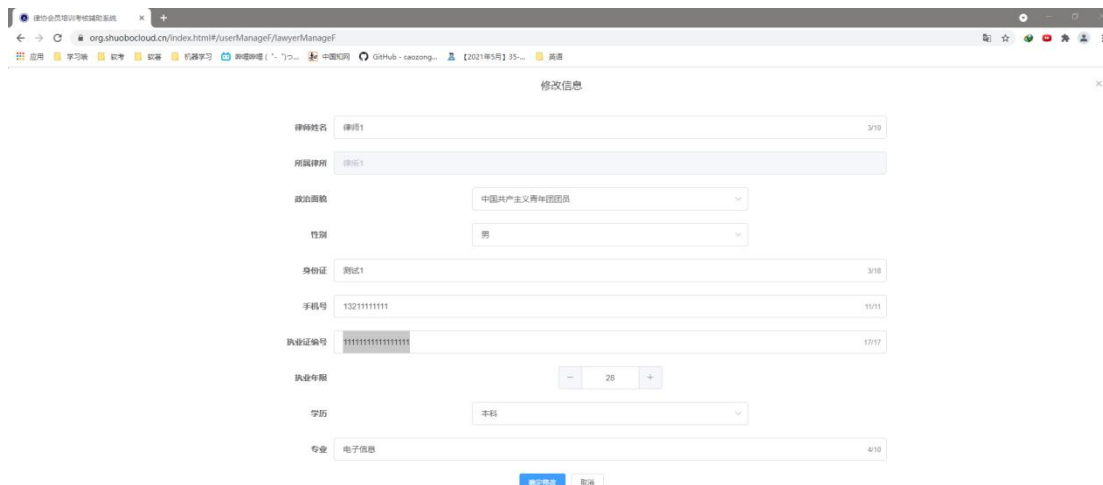 律协会员培训考核辅助系统
org.shuobocloud.cn/index.html#/userManageF/lawyerManageF
应用 学习喃 软考 软著 机器学习 哔哩哔哩 ( ゜- ゜)つ... 中国知网 GitHub - caozong... 【2021年5月】35-... 英语
修改信息
律师姓名 律师1 3/10
所属律所 律所1
政治面貌 中国共产主义青年团团员
性别 男
身份证 测试1 3/18
手机号 13211111111 11/11
执业证编号 11111111111111111 17/17
执业年限 − 28 +
学历 本科
专业 电子信息 4/10
确定修改 取消